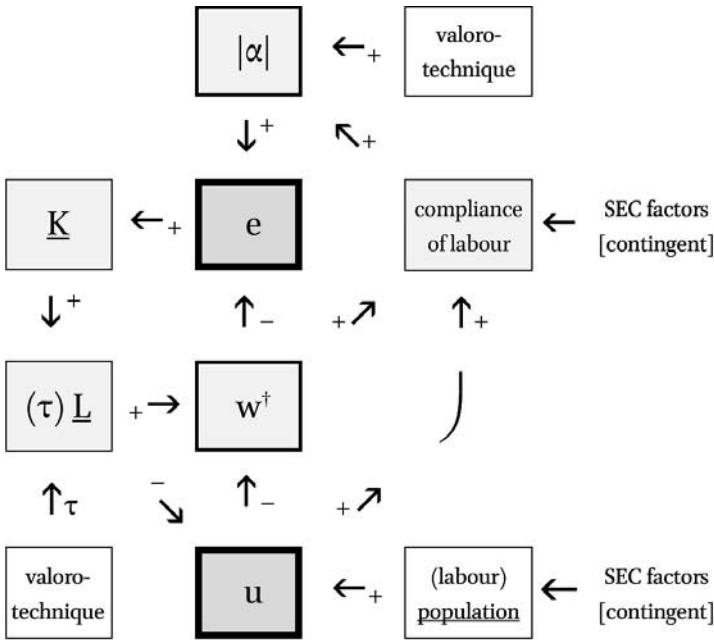 |α| ←+ valoro-
technique
↓+ ↖+
K ←+ e compliance
of labour ← SEC factors
[contingent]
↓+ ↑− +↗ ↑+
(τ) L +→ w†
↑τ −↘ ↑− +↗
valoro-
technique u ←+ (labour)
population ← SEC factors
[contingent]